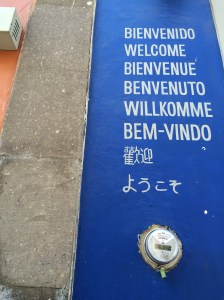 BIENVENIDO
WELCOME
BIENVENUE
BENVENUTO
WILLKOMME
BEM-VINDO
歡迎
ようこそ